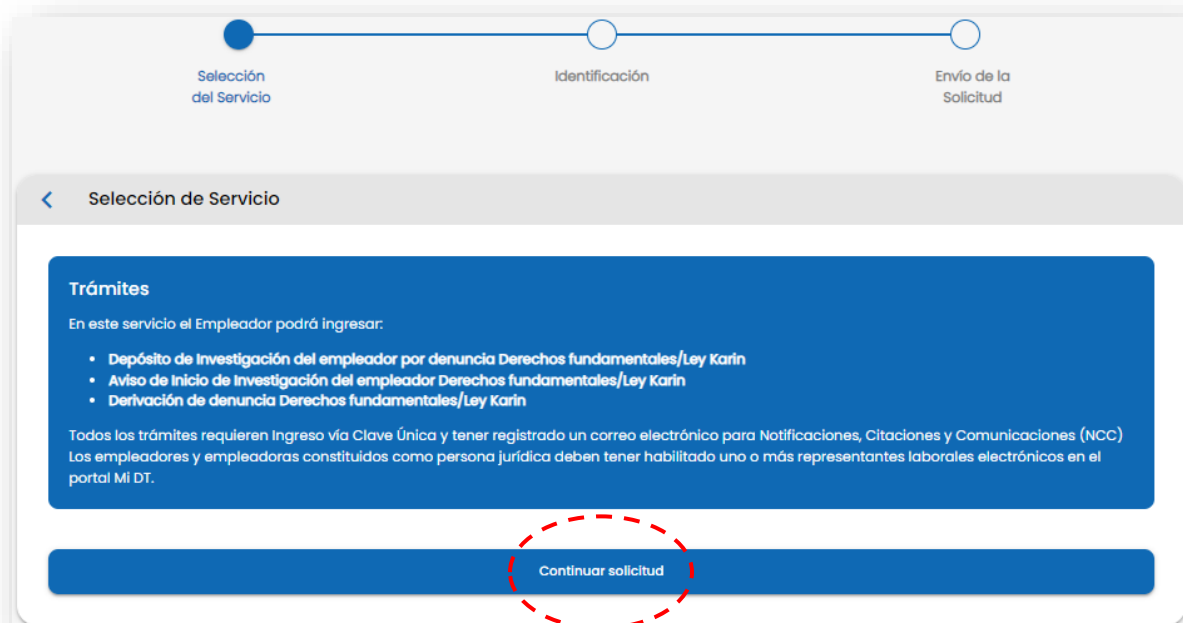 Selección
del Servicio
Identificación
Envío de la
Solicitud
Selección de Servicio
Trámites
En este servicio el Empleador podrá ingresar:
• Depósito de Investigación del empleador por denuncia Derechos fundamentales/Ley Karin
• Aviso de Inicio de Investigación del empleador Derechos fundamentales/Ley Karin
• Derivación de denuncia Derechos fundamentales/Ley Karin
Todos los trámites requieren Ingreso vía Clave Única y tener registrado un correo electrónico para Notificaciones, Citaciones y Comunicaciones (NCC)
Los empleadores y empleadoras constituidos como persona jurídica deben tener habilitado uno o más representantes laborales electrónicos en el
portal Mi DT.
Continuar solicitud